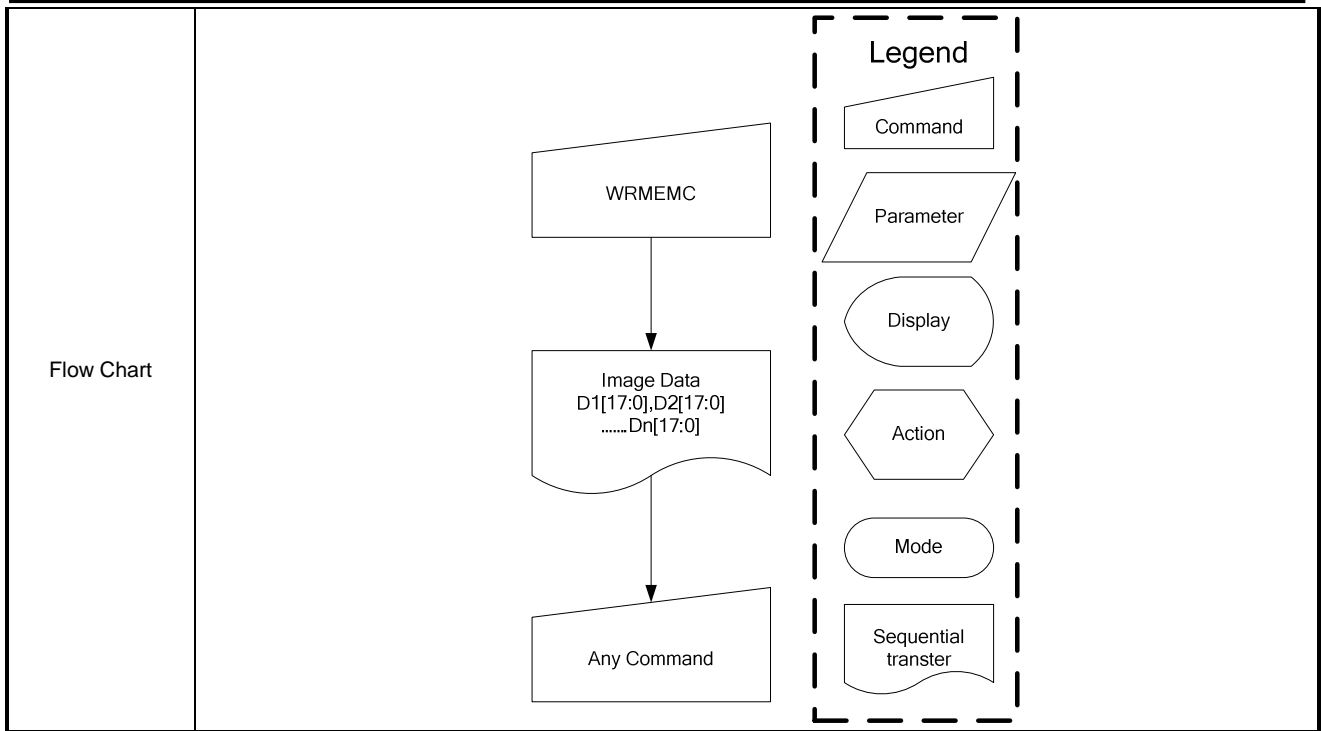 Flow Chart
WRMEMC
Image Data
D1[17:0],D2[17:0]
.......Dn[17:0]
Any Command
Legend
Command
Parameter
Display
Action
Mode
Sequential
transter